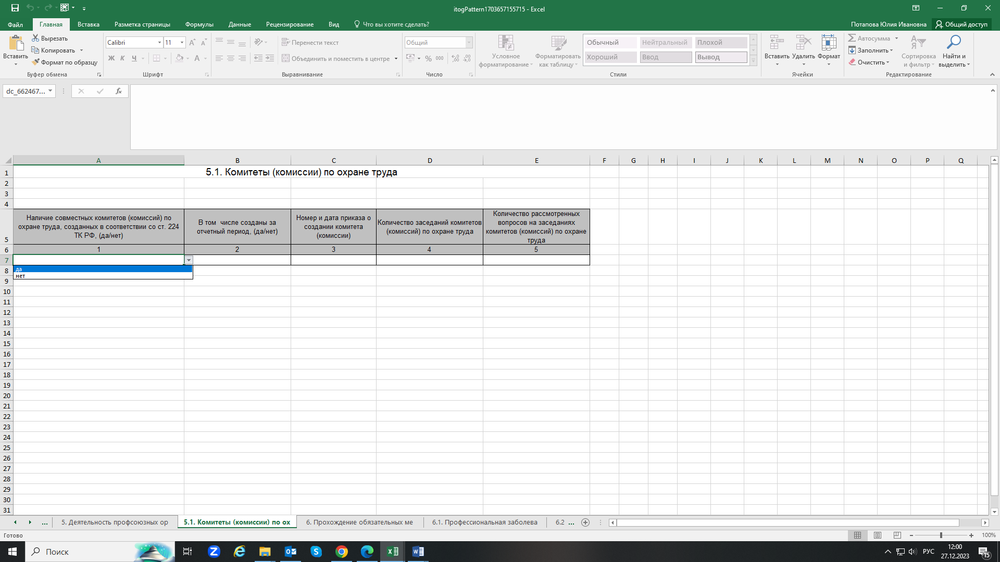 itogPattern1703657155715 - Excel
Файл Главная Вставка Разметка страницы Формулы Данные Рецензирование Вид Что вы хотите сделать? Потапова Юлия Ивановна Общий доступ
Вставить
Вырезать
Копировать
Формат по образцу
Буфер обмена
Calibri 11
Ж К Ч А
Шрифт
Перенести текст
Объединить и поместить в центре
Выравнивание
Общий
% 000
Число
Условное форматирование
Форматировать как таблицу
Обычный Нейтральный Плохой
Хороший Ввод Вывод
Стили
Вставить Удалить Формат
Ячейки
Автосумма
Заполнить
Очистить
Сортировка и фильтр
Найти и выделить
Редактирование
dc_662467... fx
A B C D E F G H I J K L M N O P Q
1 5.1. Комитеты (комиссии) по охране труда
2
3
4
5
Наличие совместных комитетов (комиссий) по
охране труда, созданных в соответствии со ст. 224
ТК РФ, (да/нет)
В том числе созданы за
отчетный период, (да/нет)
Номер и дата приказа о
создании комитета
(комиссии)
Количество заседаний комитетов
(комиссий) по охране труда
Количество рассмотренных
вопросов на заседаниях
комитетов (комиссий) по охране
труда
6 1 2 3 4 5
7
да
нет
8
9
10
11
12
13
14
15
16
17
18
19
20
21
22
23
24
25
26
27
28
29
30
31
... 5. Деятельность профсоюзных ор 5.1. Комитеты (комиссии) по ох 6. Прохождение обязательных ме 6.1. Профессиональная заболева 6.2 ...
Готово 100%
Поиск
РУС
12:00
27.12.2023
15